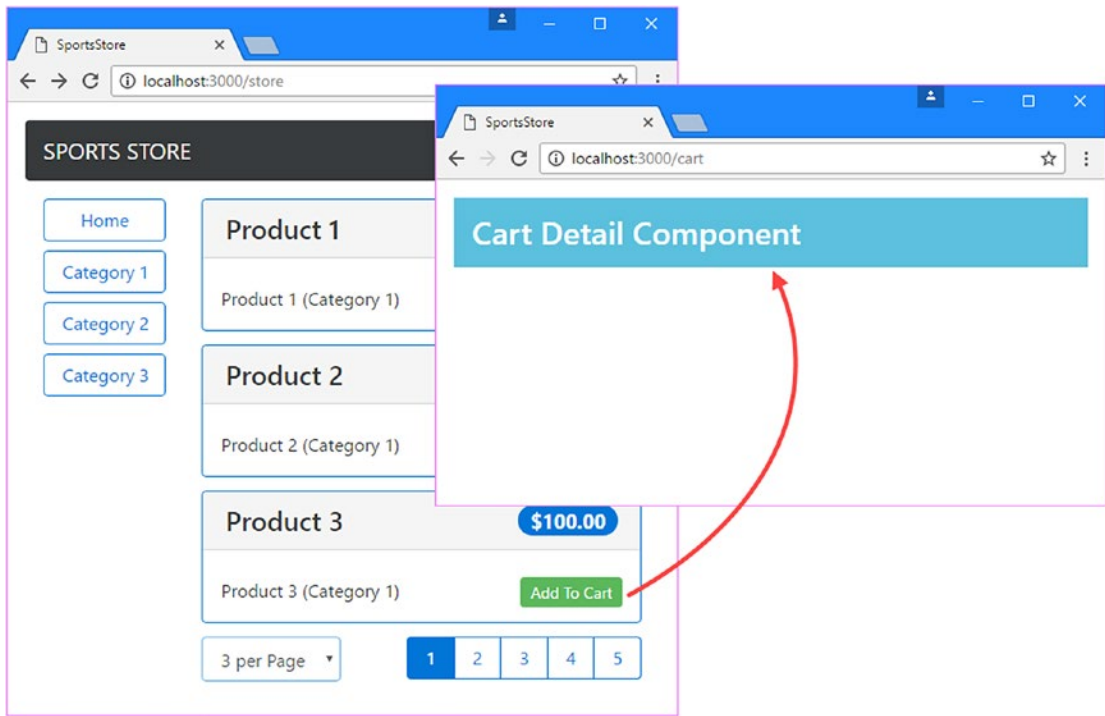 SportsStore
localhost:3000/store
SPORTS STORE
Home
Category 1
Category 2
Category 3
Product 1
Product 1 (Category 1)
Product 2
Product 2 (Category 1)
Product 3
$100.00
Product 3 (Category 1)
Add To Cart
3 per Page
1 2 3 4 5
SportsStore
localhost:3000/cart
Cart Detail Component